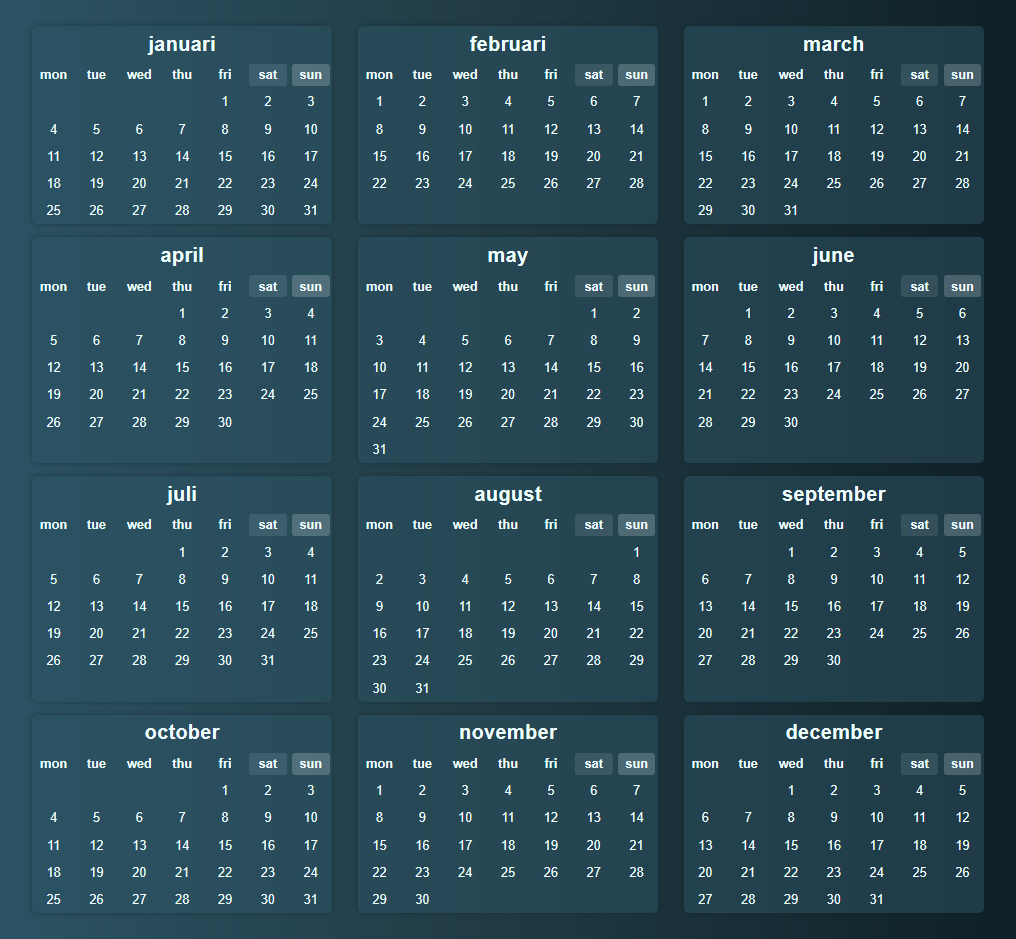 januari
mon tue wed thu fri sat sun
1 2 3
4 5 6 7 8 9 10
11 12 13 14 15 16 17
18 19 20 21 22 23 24
25 26 27 28 29 30 31
februari
mon tue wed thu fri sat sun
1 2 3 4 5 6 7
8 9 10 11 12 13 14
15 16 17 18 19 20 21
22 23 24 25 26 27 28
march
mon tue wed thu fri sat sun
1 2 3 4 5 6 7
8 9 10 11 12 13 14
15 16 17 18 19 20 21
22 23 24 25 26 27 28
29 30 31
april
mon tue wed thu fri sat sun
1 2 3 4
5 6 7 8 9 10 11
12 13 14 15 16 17 18
19 20 21 22 23 24 25
26 27 28 29 30
may
mon tue wed thu fri sat sun
1 2
3 4 5 6 7 8 9
10 11 12 13 14 15 16
17 18 19 20 21 22 23
24 25 26 27 28 29 30
31
june
mon tue wed thu fri sat sun
1 2 3 4 5 6
7 8 9 10 11 12 13
14 15 16 17 18 19 20
21 22 23 24 25 26 27
28 29 30
juli
mon tue wed thu fri sat sun
1 2 3 4
5 6 7 8 9 10 11
12 13 14 15 16 17 18
19 20 21 22 23 24 25
26 27 28 29 30 31
august
mon tue wed thu fri sat sun
1
2 3 4 5 6 7 8
9 10 11 12 13 14 15
16 17 18 19 20 21 22
23 24 25 26 27 28 29
30 31
september
mon tue wed thu fri sat sun
1 2 3 4 5
6 7 8 9 10 11 12
13 14 15 16 17 18 19
20 21 22 23 24 25 26
27 28 29 30
october
mon tue wed thu fri sat sun
1 2 3
4 5 6 7 8 9 10
11 12 13 14 15 16 17
18 19 20 21 22 23 24
25 26 27 28 29 30 31
november
mon tue wed thu fri sat sun
1 2 3 4 5 6 7
8 9 10 11 12 13 14
15 16 17 18 19 20 21
22 23 24 25 26 27 28
29 30
december
mon tue wed thu fri sat sun
1 2 3 4 5
6 7 8 9 10 11 12
13 14 15 16 17 18 19
20 21 22 23 24 25 26
27 28 29 30 31